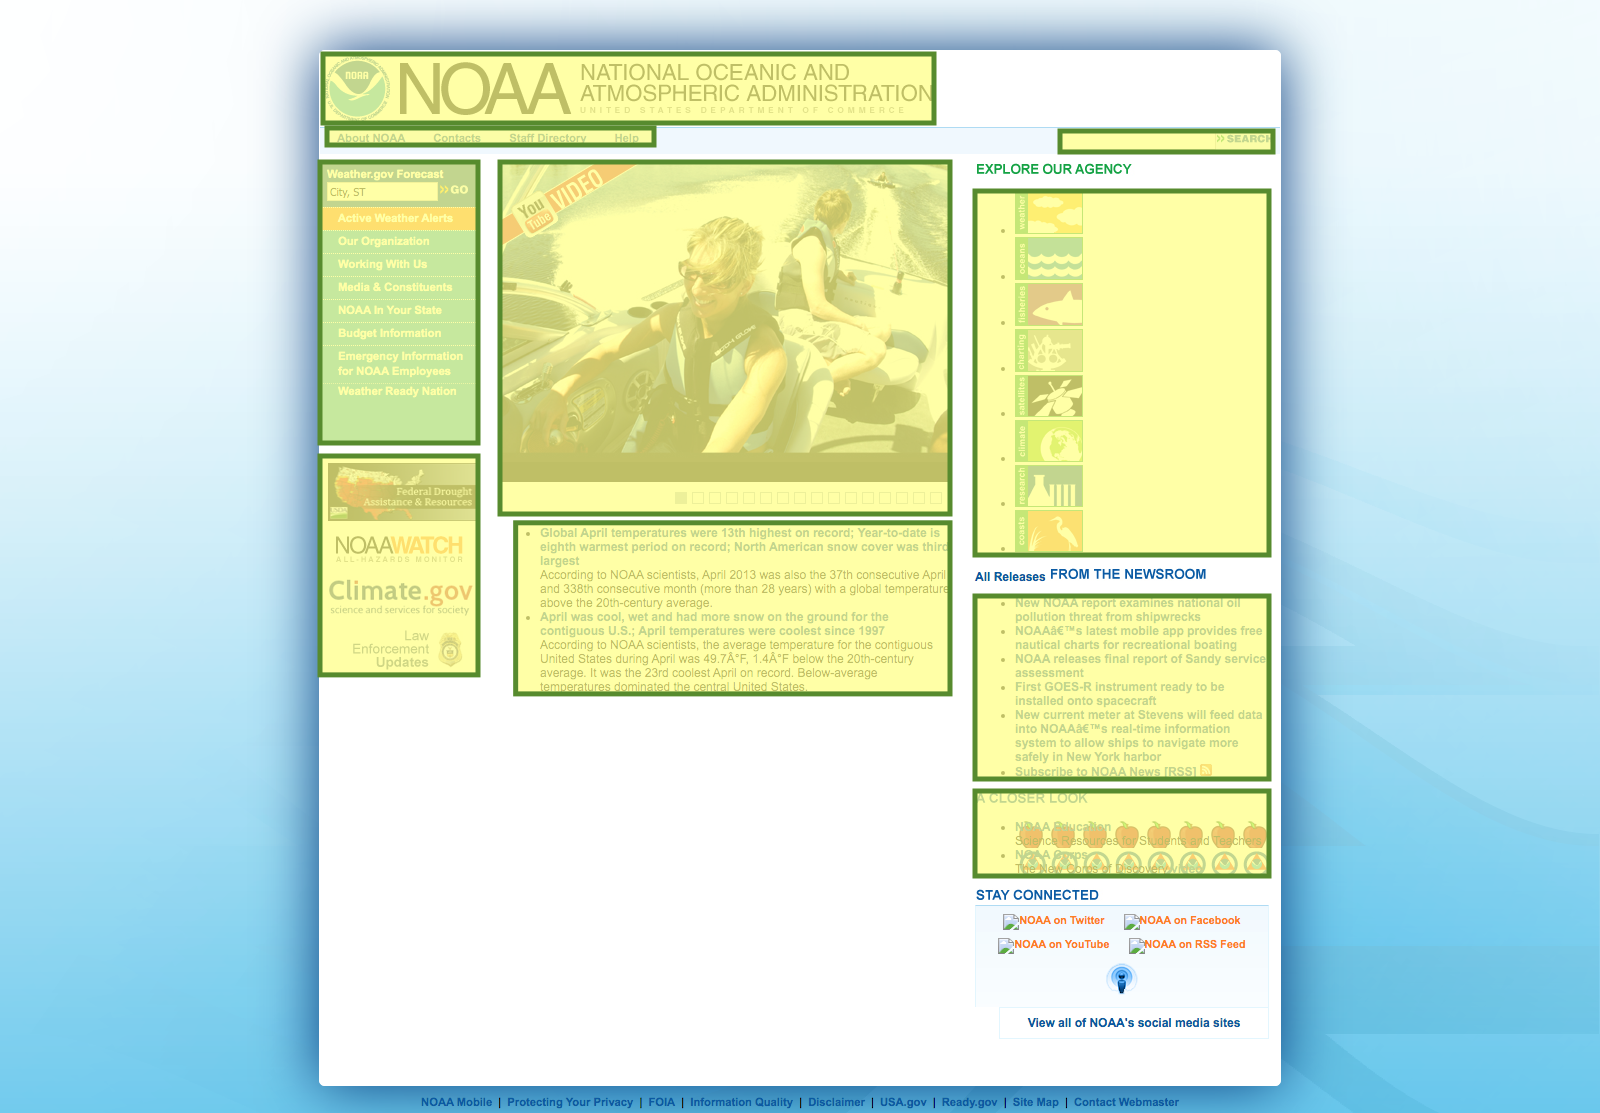 NOAA
NOAA
NATIONAL OCEANIC AND
ATMOSPHERIC ADMINISTRATION
UNITED STATES DEPARTMENT OF COMMERCE
About NOAA Contacts Staff Directory Help
SEARCH
Weather.gov Forecast
City, ST
GO
Active Weather Alerts
Our Organization
Working With Us
Media & Constituents
NOAA In Your State
Budget Information
Emergency Information
for NOAA Employees
Weather Ready Nation
Federal Drought
Assistance & Resources
NOAAWATCH
ALL-HAZARDS MONITOR
Climate.gov
science and services for society
Law
Enforcement
Updates
You
Tube
VIDEO
Global April temperatures were 13th highest on record; Year-to-date is
eighth warmest period on record; North American snow cover was third
largest
According to NOAA scientists, April 2013 was also the 37th consecutive April
and 338th consecutive month (more than 28 years) with a global temperature
above the 20th-century average.
April was cool, wet and had more snow on the ground for the
contiguous U.S.; April temperatures were coolest since 1997
According to NOAA scientists, the average temperature for the contiguous
United States during April was 49.7Â°F, 1.4Â°F below the 20th-century
average. It was the 23rd coolest April on record. Below-average
temperatures dominated the central United States.
EXPLORE OUR AGENCY
weather
oceans
fisheries
charting
satellites
climate
research
coasts
All Releases FROM THE NEWSROOM
New NOAA report examines national oil
pollution threat from shipwrecks
NOAAâ€™s latest mobile app provides free
nautical charts for recreational boating
NOAA releases final report of Sandy service
assessment
First GOES-R instrument ready to be
installed onto spacecraft
New current meter at Stevens will feed data
into NOAAâ€™s real-time information
system to allow ships to navigate more
safely in New York harbor
Subscribe to NOAA News [RSS]
A CLOSER LOOK
NOAA Education
Science Resources for Students and Teachers
NOAA Corps
The New Corps of Discovery video
STAY CONNECTED
NOAA on Twitter NOAA on Facebook
NOAA on YouTube NOAA on RSS Feed
View all of NOAA's social media sites
NOAA Mobile | Protecting Your Privacy | FOIA | Information Quality | Disclaimer | USA.gov | Ready.gov | Site Map | Contact Webmaster